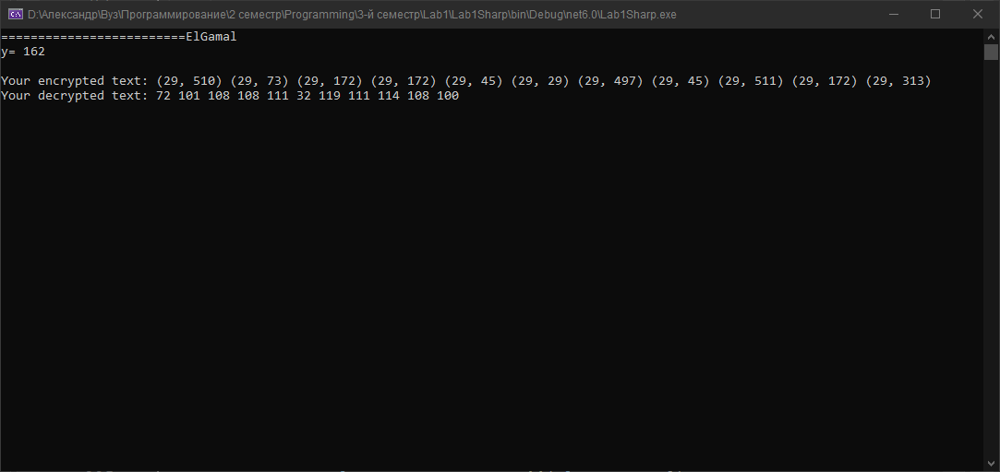 D:\Александр\Вуз\Программирование\2 семестр\Programming\3-й семестр\Lab1\Lab1Sharp\bin\Debug\net6.0\Lab1Sharp.exe
=========================ElGamal
y= 162
Your encrypted text: (29, 510) (29, 73) (29, 172) (29, 172) (29, 45) (29, 29) (29, 497) (29, 45) (29, 511) (29, 172) (29, 313)
Your decrypted text: 72 101 108 108 111 32 119 111 114 108 100